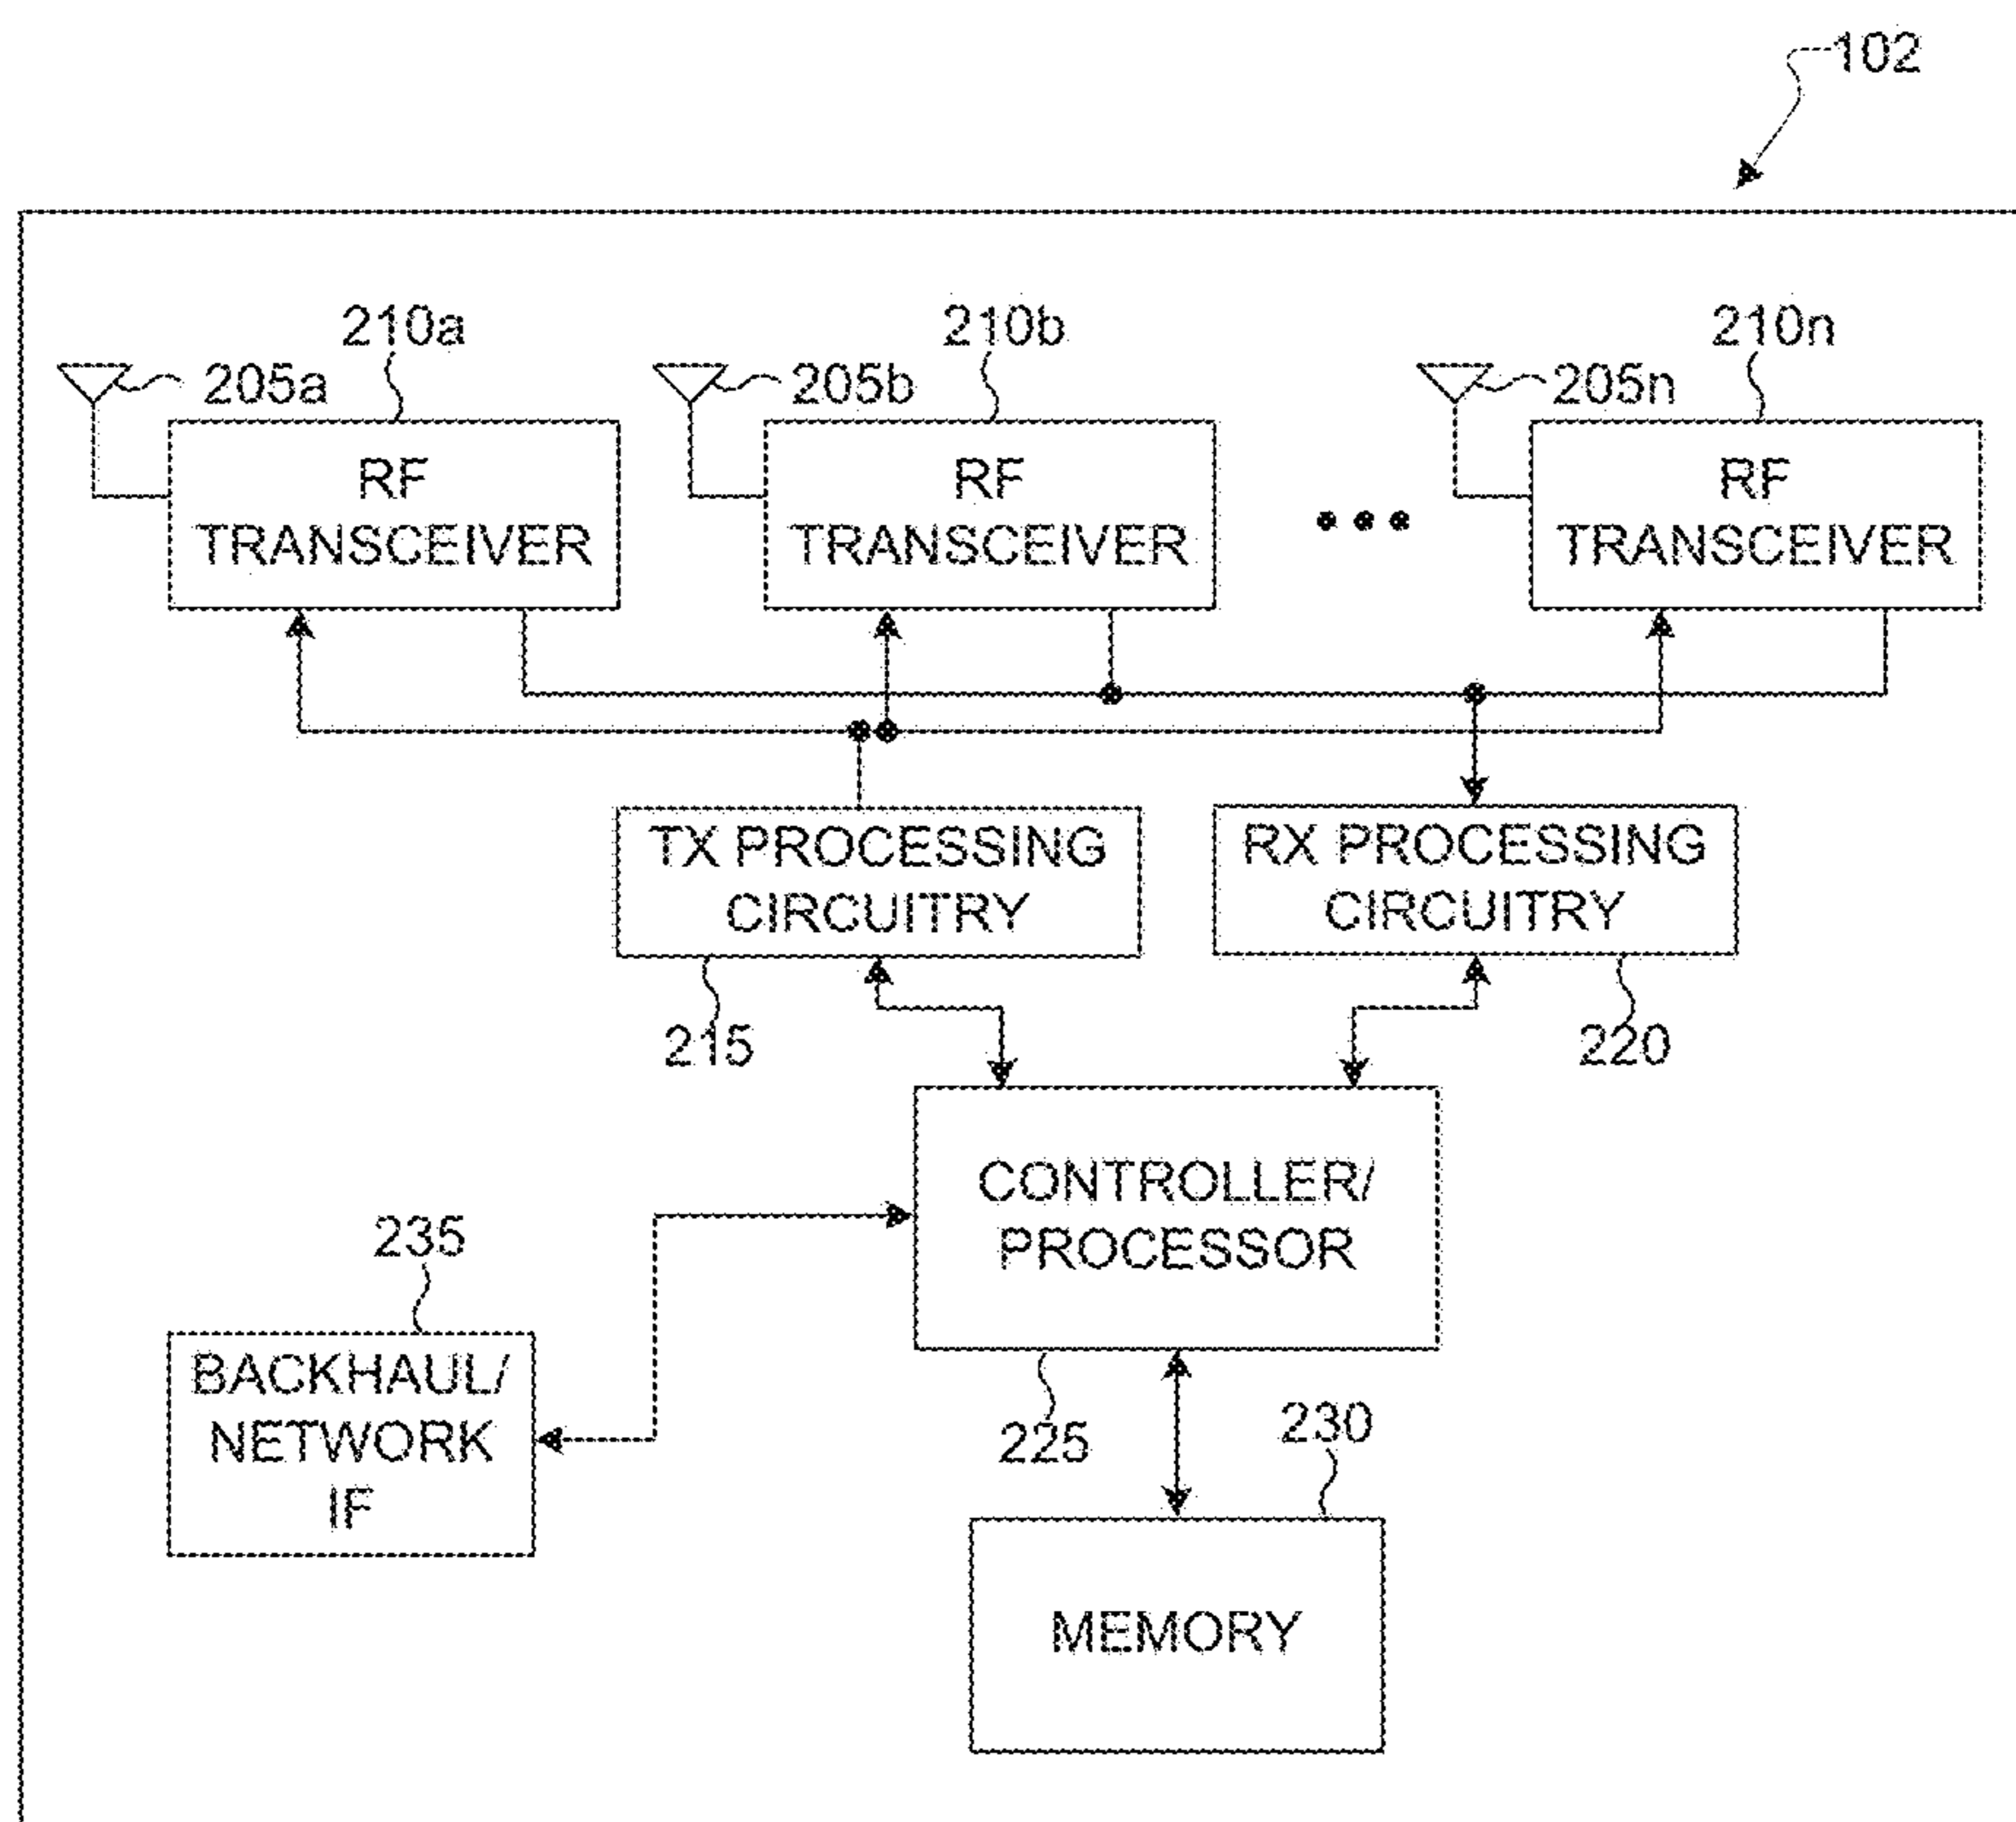 102
210a
210b
210n
205a
205b
205n
RF
TRANSCEIVER
RF
TRANSCEIVER
RF
TRANSCEIVER
TX PROCESSING
CIRCUITRY
RX PROCESSING
CIRCUITRY
215
220
CONTROLLER/
PROCESSOR
235
BACKHAUL/
NETWORK
IF
225
230
MEMORY